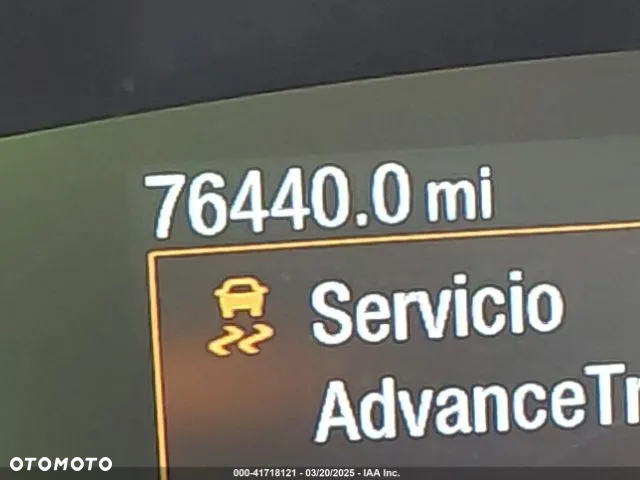 76440.0 mi
Servicio
AdvanceTr
OTOMOTO
000-41718121 - 03/20/2025 - IAA Inc.